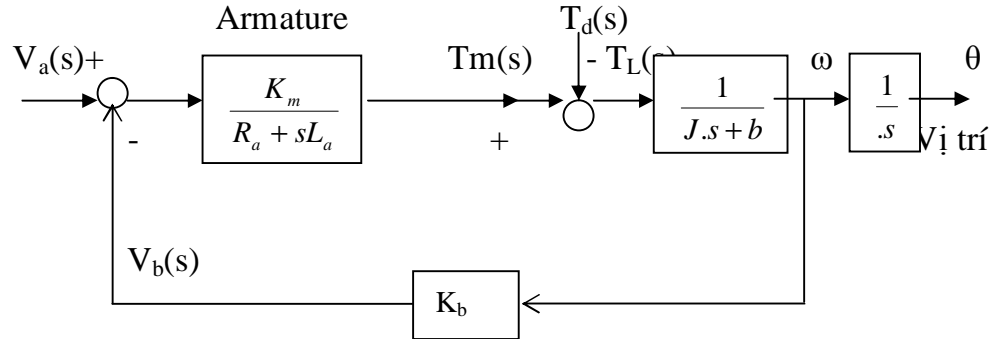 Armature
T_d(s)
V_a(s)+
Tm(s)
- T_L(s)
ω
θ
K_m
R_a + sL_a
1
J.s + b
1
.s
-
+
Vị trí
V_b(s)
K_b